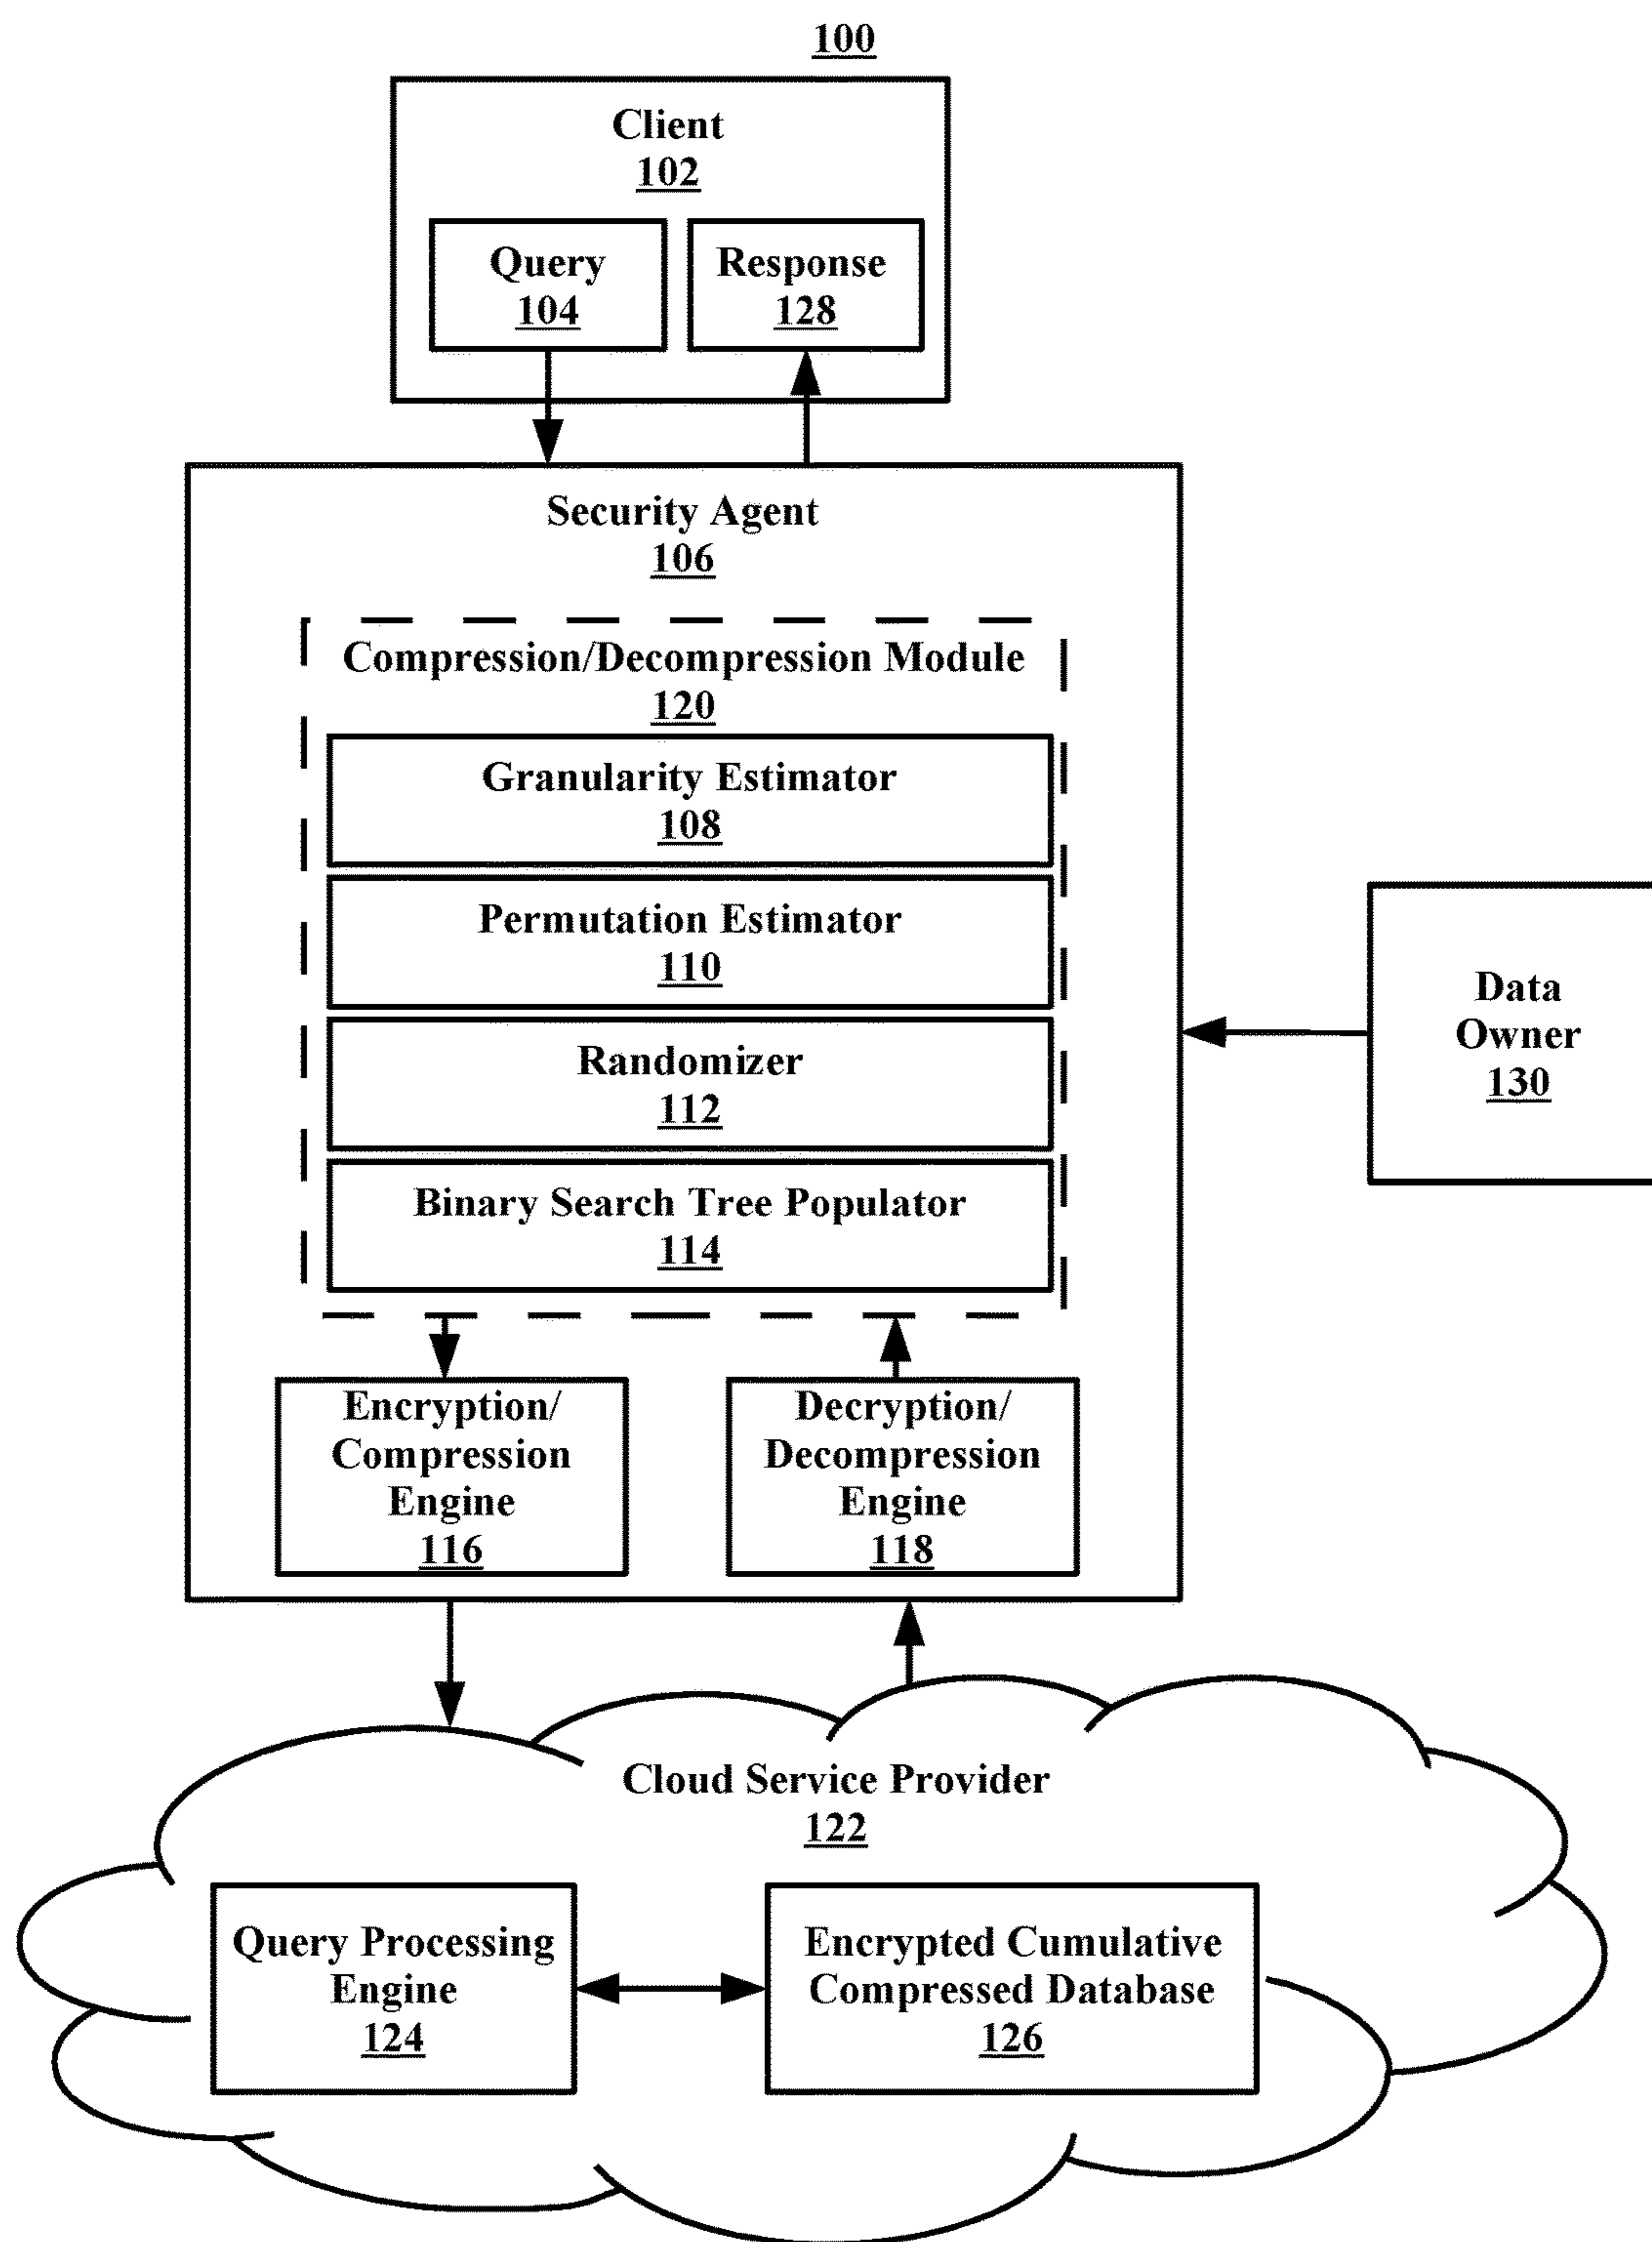 100
Client
102
Query
104
Response
128
Security Agent
106
Compression/Decompression Module
120
Granularity Estimator
108
Permutation Estimator
110
Randomizer
112
Binary Search Tree Populator
114
Data
Owner
130
Encryption/
Compression
Engine
116
Decryption/
Decompression
Engine
118
Cloud Service Provider
122
Query Processing
Engine
124
Encrypted Cumulative
Compressed Database
126